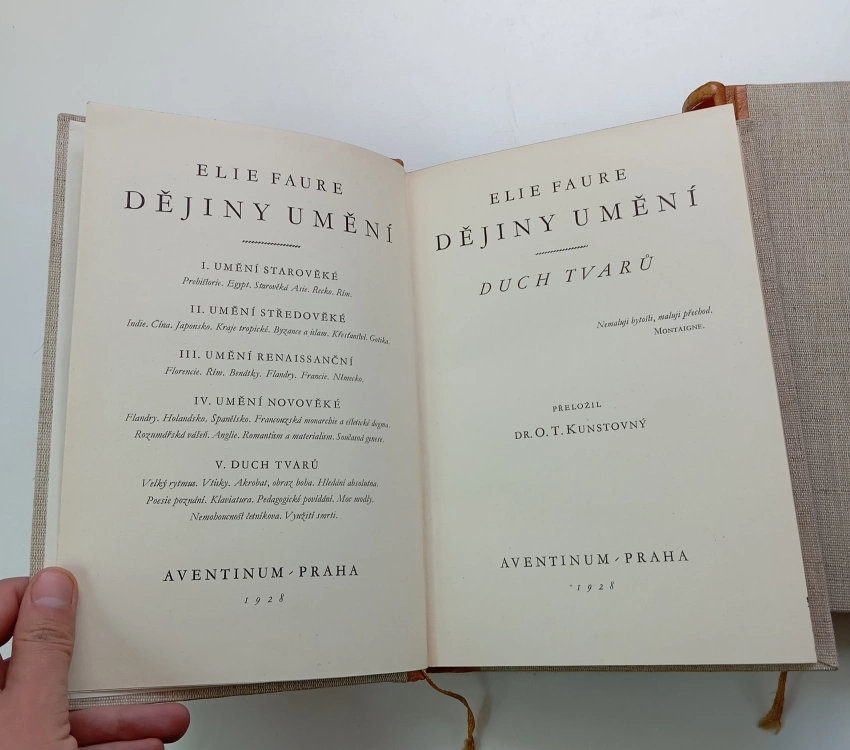 ELIE FAURE
DĚJINY UMĚNÍ
I. UMĚNÍ STAROVĚKÉ
Prehistorie. Egypt. Starověká Asie. Řecko. Řím.
II. UMĚNÍ STŘEDOVĚKÉ
Indie. Čína. Japonsko. Kraje tropické. Byzance a islam. Křesťanství. Gotika.
III. UMĚNÍ RENAISSANČNÍ
Florencie. Řím. Benátky. Flandry. Francie. Německo.
IV. UMĚNÍ NOVOVĚKÉ
Flandry. Holandsko. Španělsko. Francouzská monarchie a estetické dogma.
Rozumářská vášeň. Anglie. Romantism a materialism. Současná genese.
V. DUCH TVARŮ
Velký rytmus. Vtisky. Akrobat, obraz boha. Hledání absolutna.
Poesie poznání. Klaviatura. Pedagogické povídání. Moc modly.
Nemohoucnost četníkova. Využití smrti.
AVENTINUM - PRAHA
1928
ELIE FAURE
DĚJINY UMĚNÍ
DUCH TVARŮ
Nemaluji bytosti, maluji přechod.
MONTAIGNE.
PŘELOŽIL
DR. O. T. KUNSTOVNÝ
AVENTINUM - PRAHA
1928